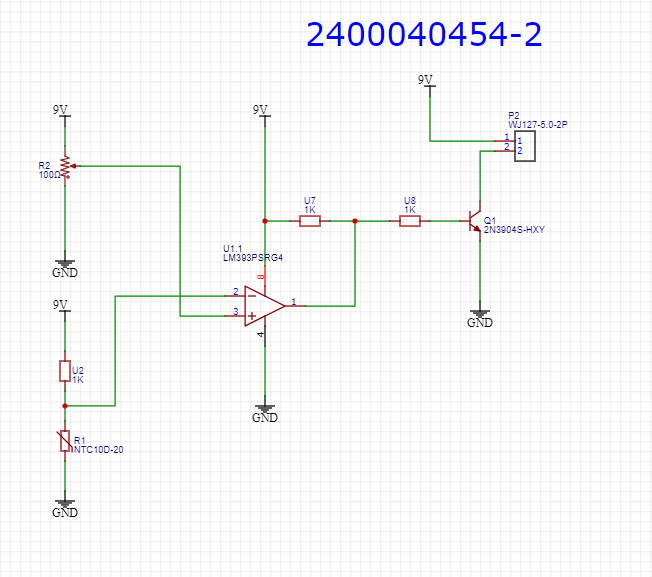 2400040454-2
9V
P2
WJ127-5.0-2P
1 1
2 2
9V
9V
R2
100Ω
U7
1K
U8
1K
Q1
2N3904S-HXY
U1.1
LM393PSRG4
GND
8
2
3
1
4
9V
GND
U2
1K
GND
R1
NTC10D-20
GND